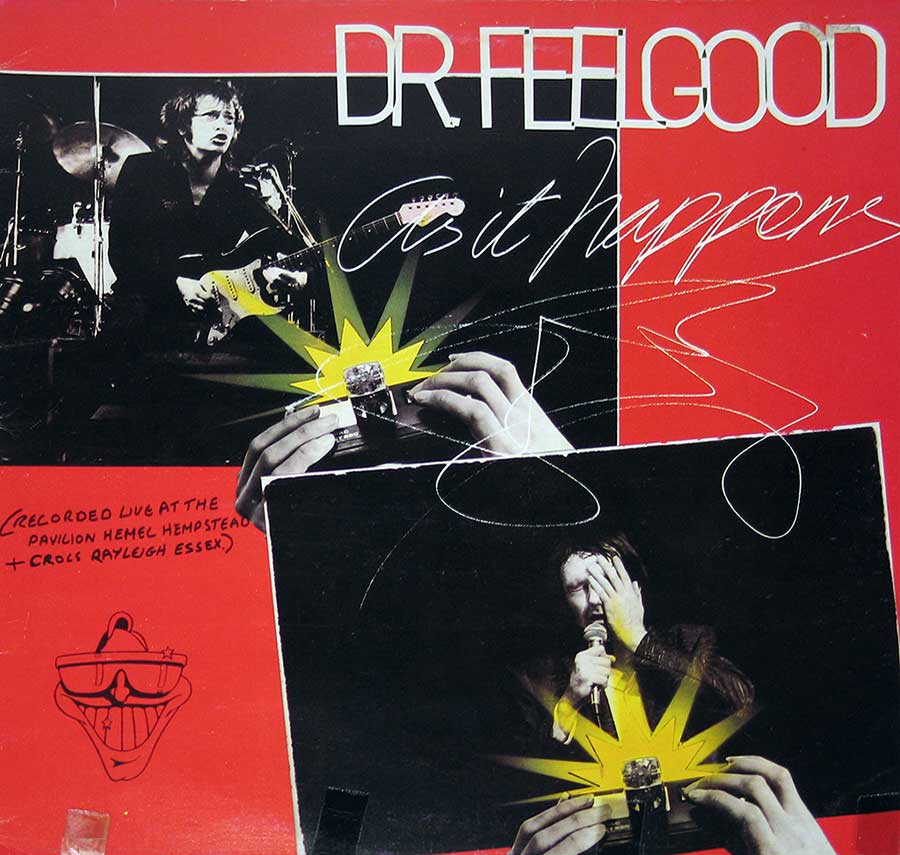 DR. FEELGOOD
As it happens
(RECORDED LIVE AT THE
PAVILION HEMEL HEMPSTEAD
+ CROCS RAYLEIGH ESSEX.)